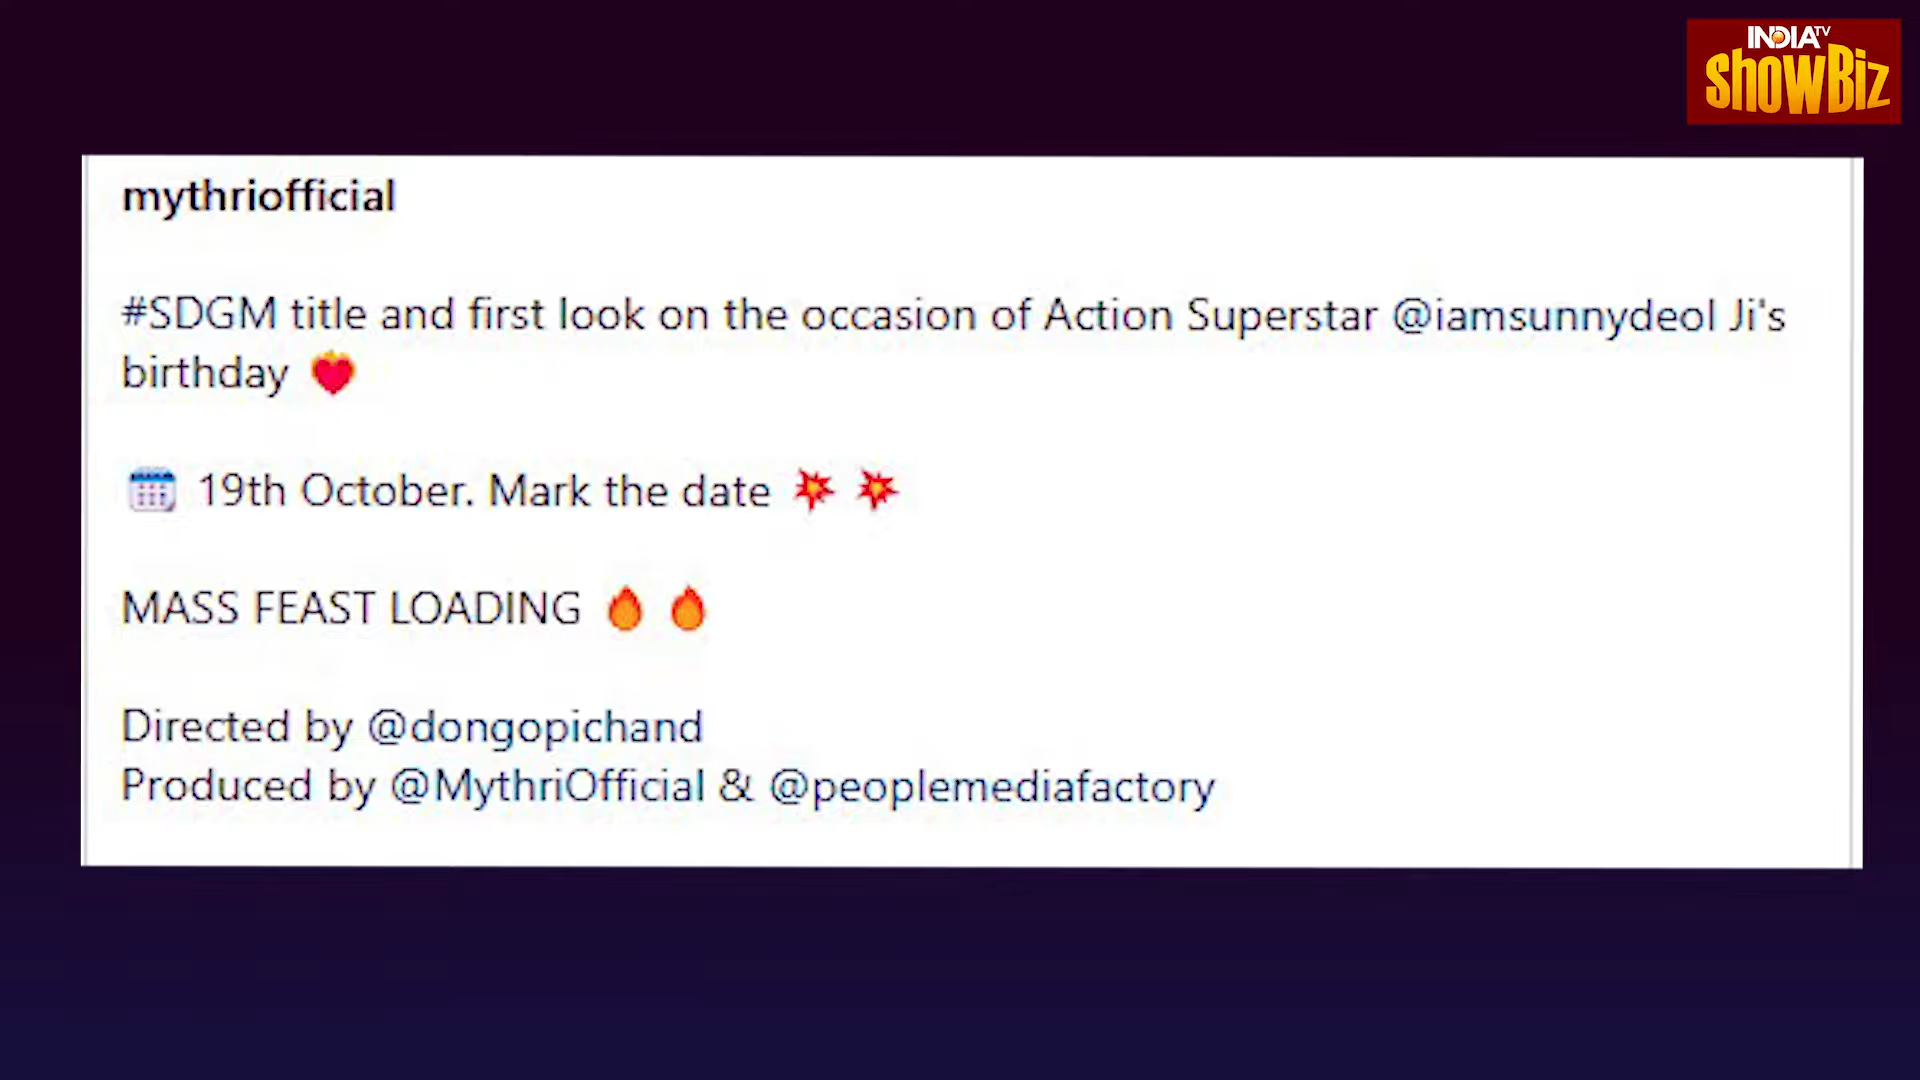 INDIA TV
ShowBiz
mythriofficial
#SDGM title and first look on the occasion of Action Superstar @iamsunnydeol Ji's
birthday ❤️
📅 19th October. Mark the date 💥 💥
MASS FEAST LOADING 🔥 🔥
Directed by @dongopichand
Produced by @MythriOfficial & @peoplemediafactory